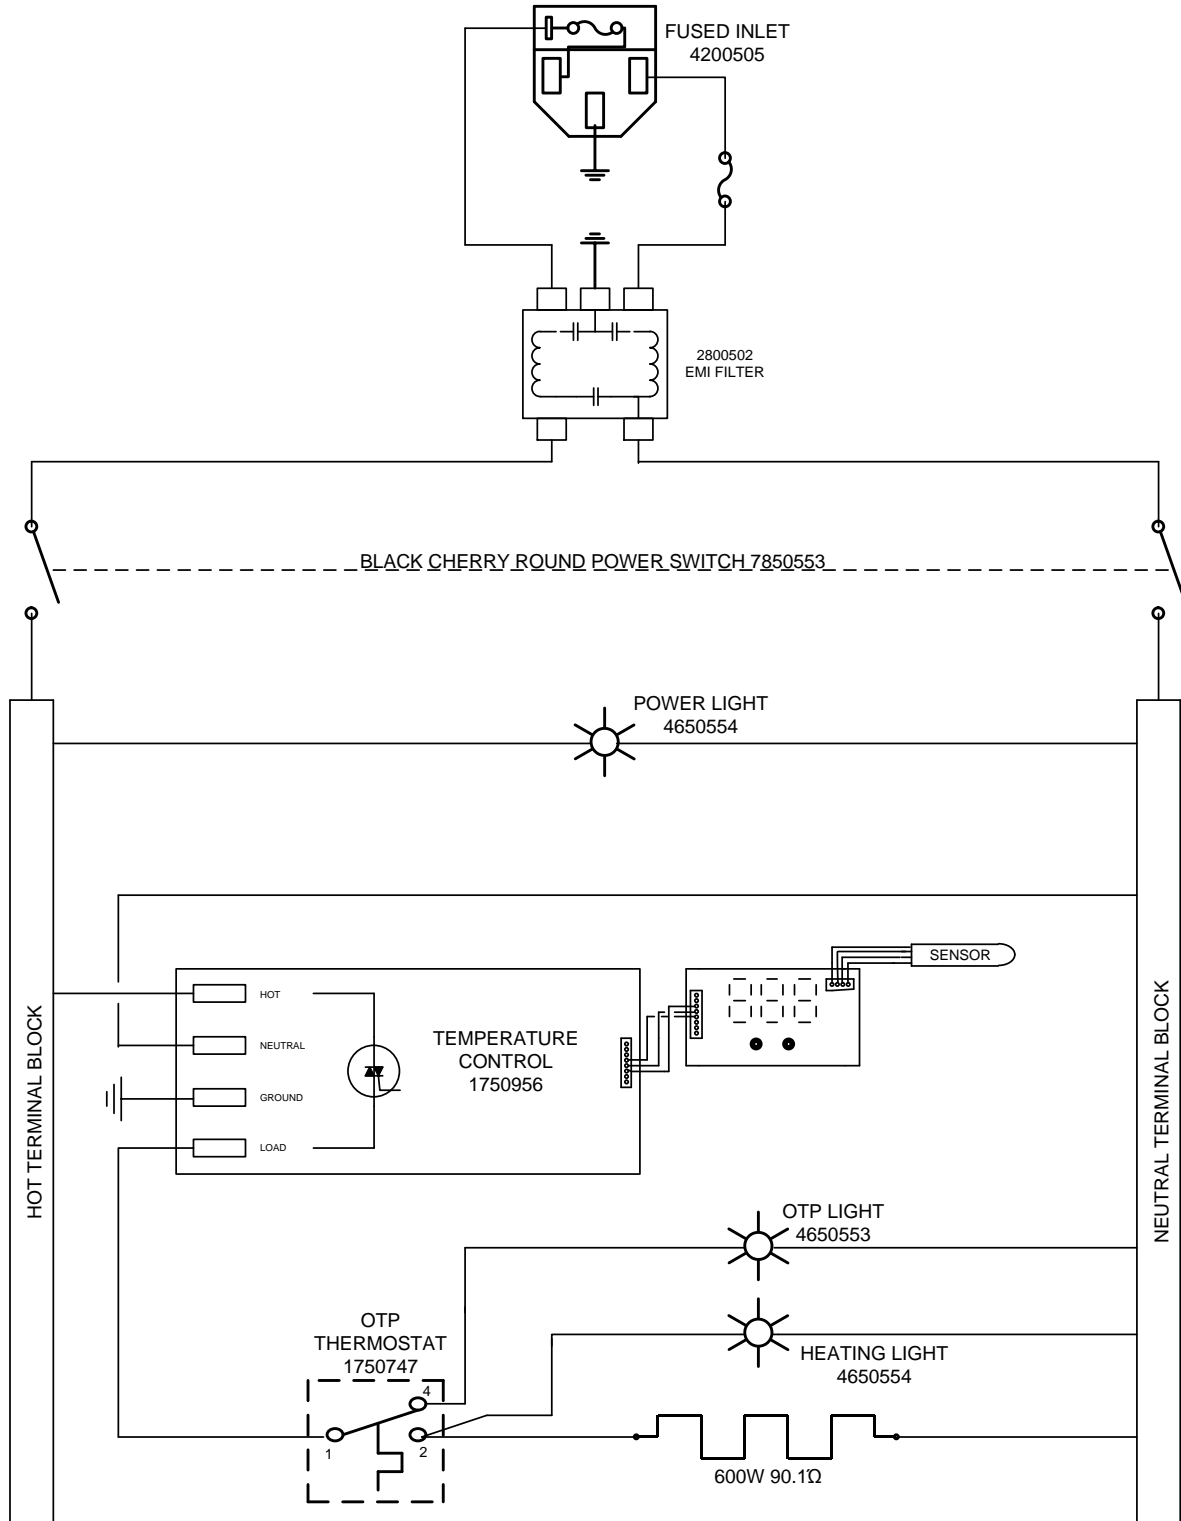 FUSED INLET
4200505
2800502
EMI FILTER
BLACK CHERRY ROUND POWER SWITCH 7850553
POWER LIGHT
4650554
HOT TERMINAL BLOCK
NEUTRAL TERMINAL BLOCK
SENSOR
HOT
NEUTRAL
GROUND
LOAD
TEMPERATURE
CONTROL
1750956
OTP LIGHT
4650553
HEATING LIGHT
4650554
OTP
THERMOSTAT
1750747
4
1
2
600W 90.1Ω